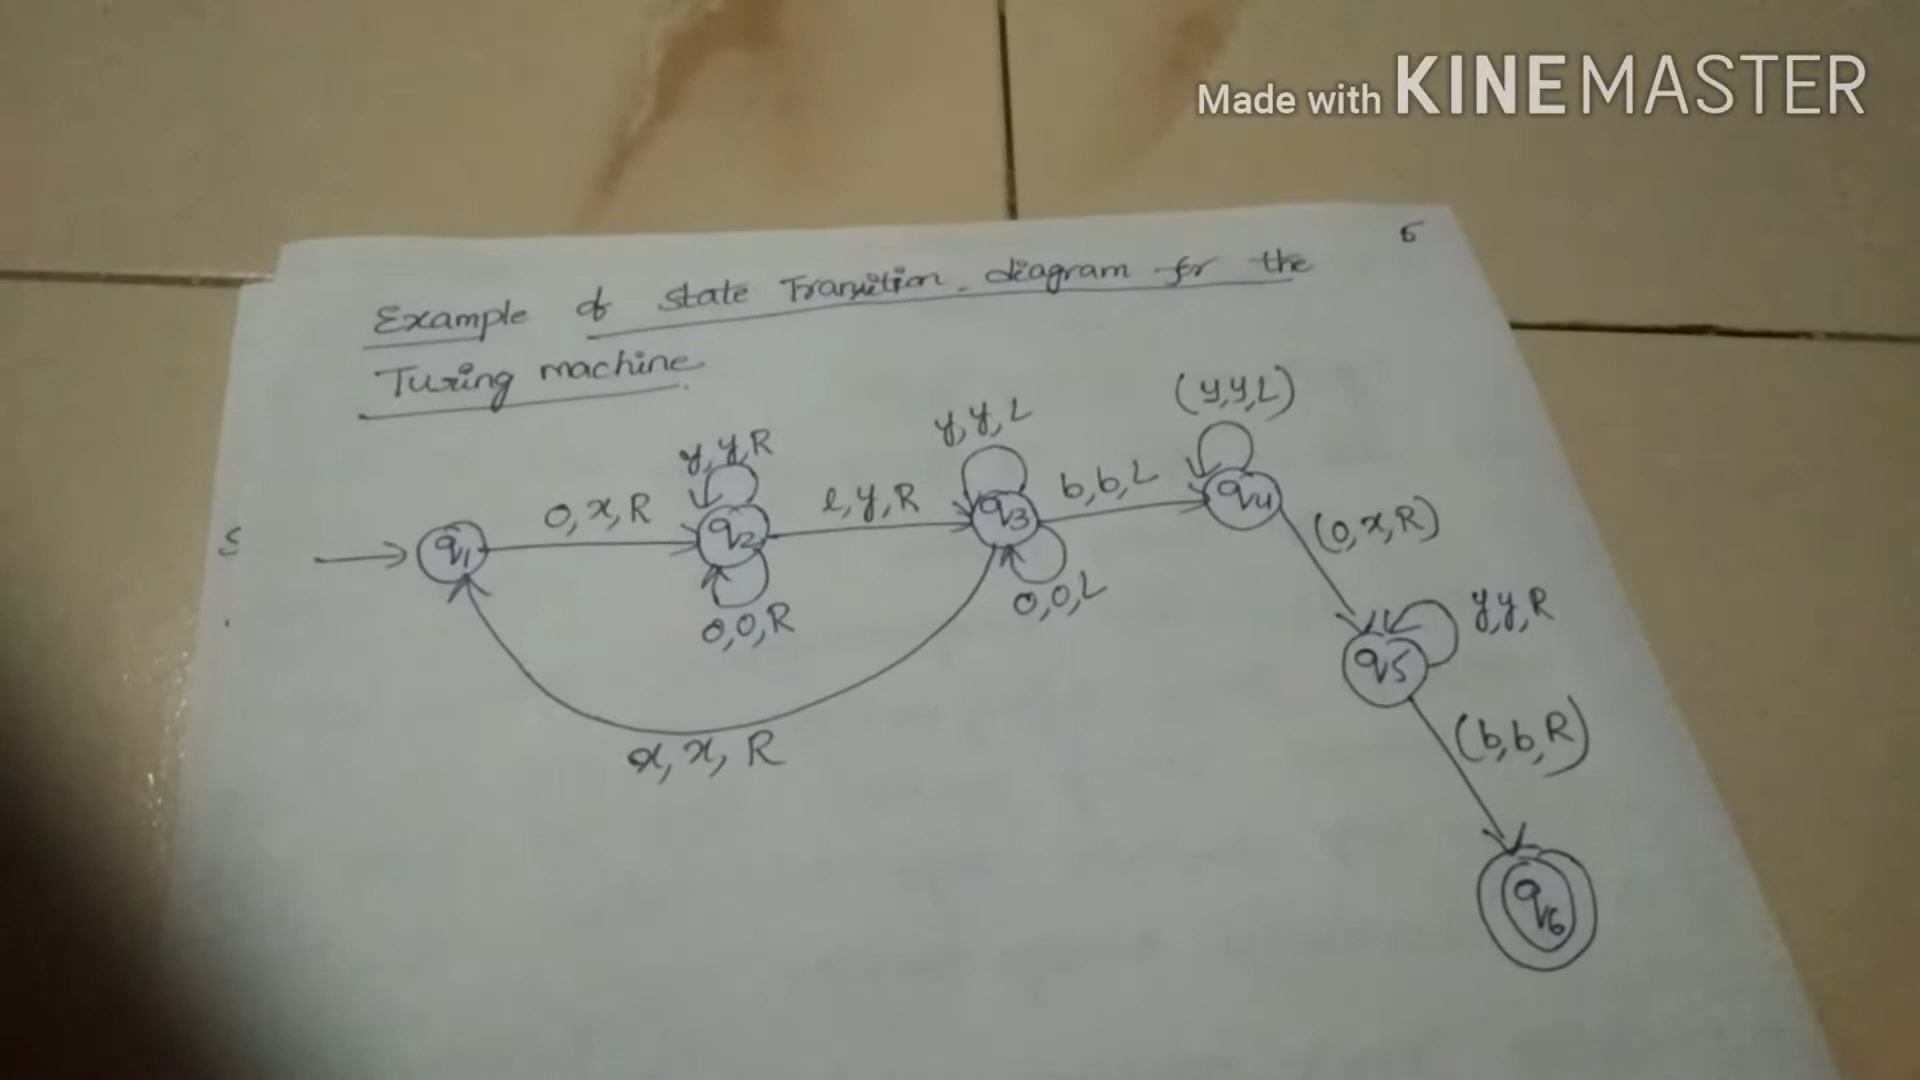 Made with KINEMASTER
5
Example of state Transition diagram for the
Turing machine
(y,y,L)
y,y,L
y,y,R
b,b,L
l,y,R
0,x,R
S
q1
q2
q3
q4
(0,x,R)
0,0,R
0,0,L
y,y,R
q5
x,x,R
(b,b,R)
q6